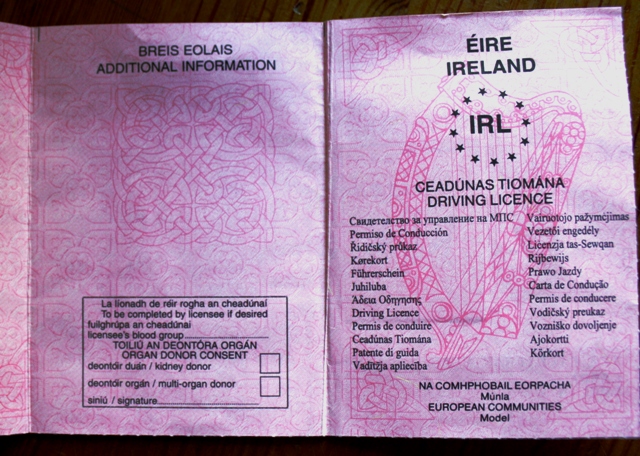 BREIS EOLAIS
ADDITIONAL INFORMATION
La líonadh de réir rogha an cheadúnaí
To be completed by licensee if desired
fuilghrúpa an cheadúnaí
licensee's blood group
TOILIÚ AN DEONTÓRA ORGÁN
ORGAN DONOR CONSENT
deontóir duán / kidney donor
deontóir orgán / multi-organ donor
siniú / signature
ÉIRE
IRELAND
IRL
CEADÚNAS TIOMÁNA
DRIVING LICENCE
Свидетелство за управление на МПС
Permiso de Conducción
Řidičský průkaz
Kørekort
Führerschein
Juhiluba
Άδεια Οδήγησης
Driving Licence
Permis de conduire
Ceadúnas Tiomána
Patente di guida
Vadītāja apliecība
Vairuotojo pažymėjimas
Vezetői engedély
Liċenzja tas-Sewqan
Rijbewijs
Prawo Jazdy
Carta de Condução
Permis de conducere
Vodičský preukaz
Vozniško dovoljenje
Ajokortti
Körkort
NA COMHPHOBAIL EORPACHA
Múnla
EUROPEAN COMMUNITIES
Model